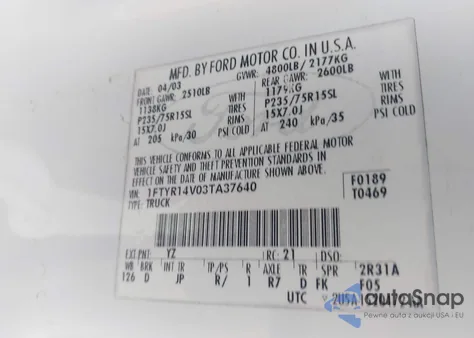 MFD. BY FORD MOTOR CO. IN U.S.A.
DATE: 04/03 GVWR: 4800LB / 2177KG
FRONT GAWR: 2510LB REAR GAWR: 2600LB
1138KG WITH 1179KG WITH
P235/75R15SL TIRES P235/75R15SL TIRES
15X7.0J RIMS 15X7.0J RIMS
AT 205 kPa/30 PSI COLD AT 240 kPa/35 PSI COLD
THIS VEHICLE CONFORMS TO ALL APPLICABLE FEDERAL MOTOR
VEHICLE SAFETY AND THEFT PREVENTION STANDARDS IN
EFFECT ON THE DATE OF MANUFACTURE SHOWN ABOVE.
VIN: 1FTYR14V03TA37640 F0189
TYPE: TRUCK T0469
EXT PNT: YZ RC: 21 DSO:
WB BRK INT TR TP/PS R AXLE TR SPR 2R31A
126 D JP R/ 1 R7 D FK F05
UTC
autaSnap
Pewne auta z aukcji USA i EU